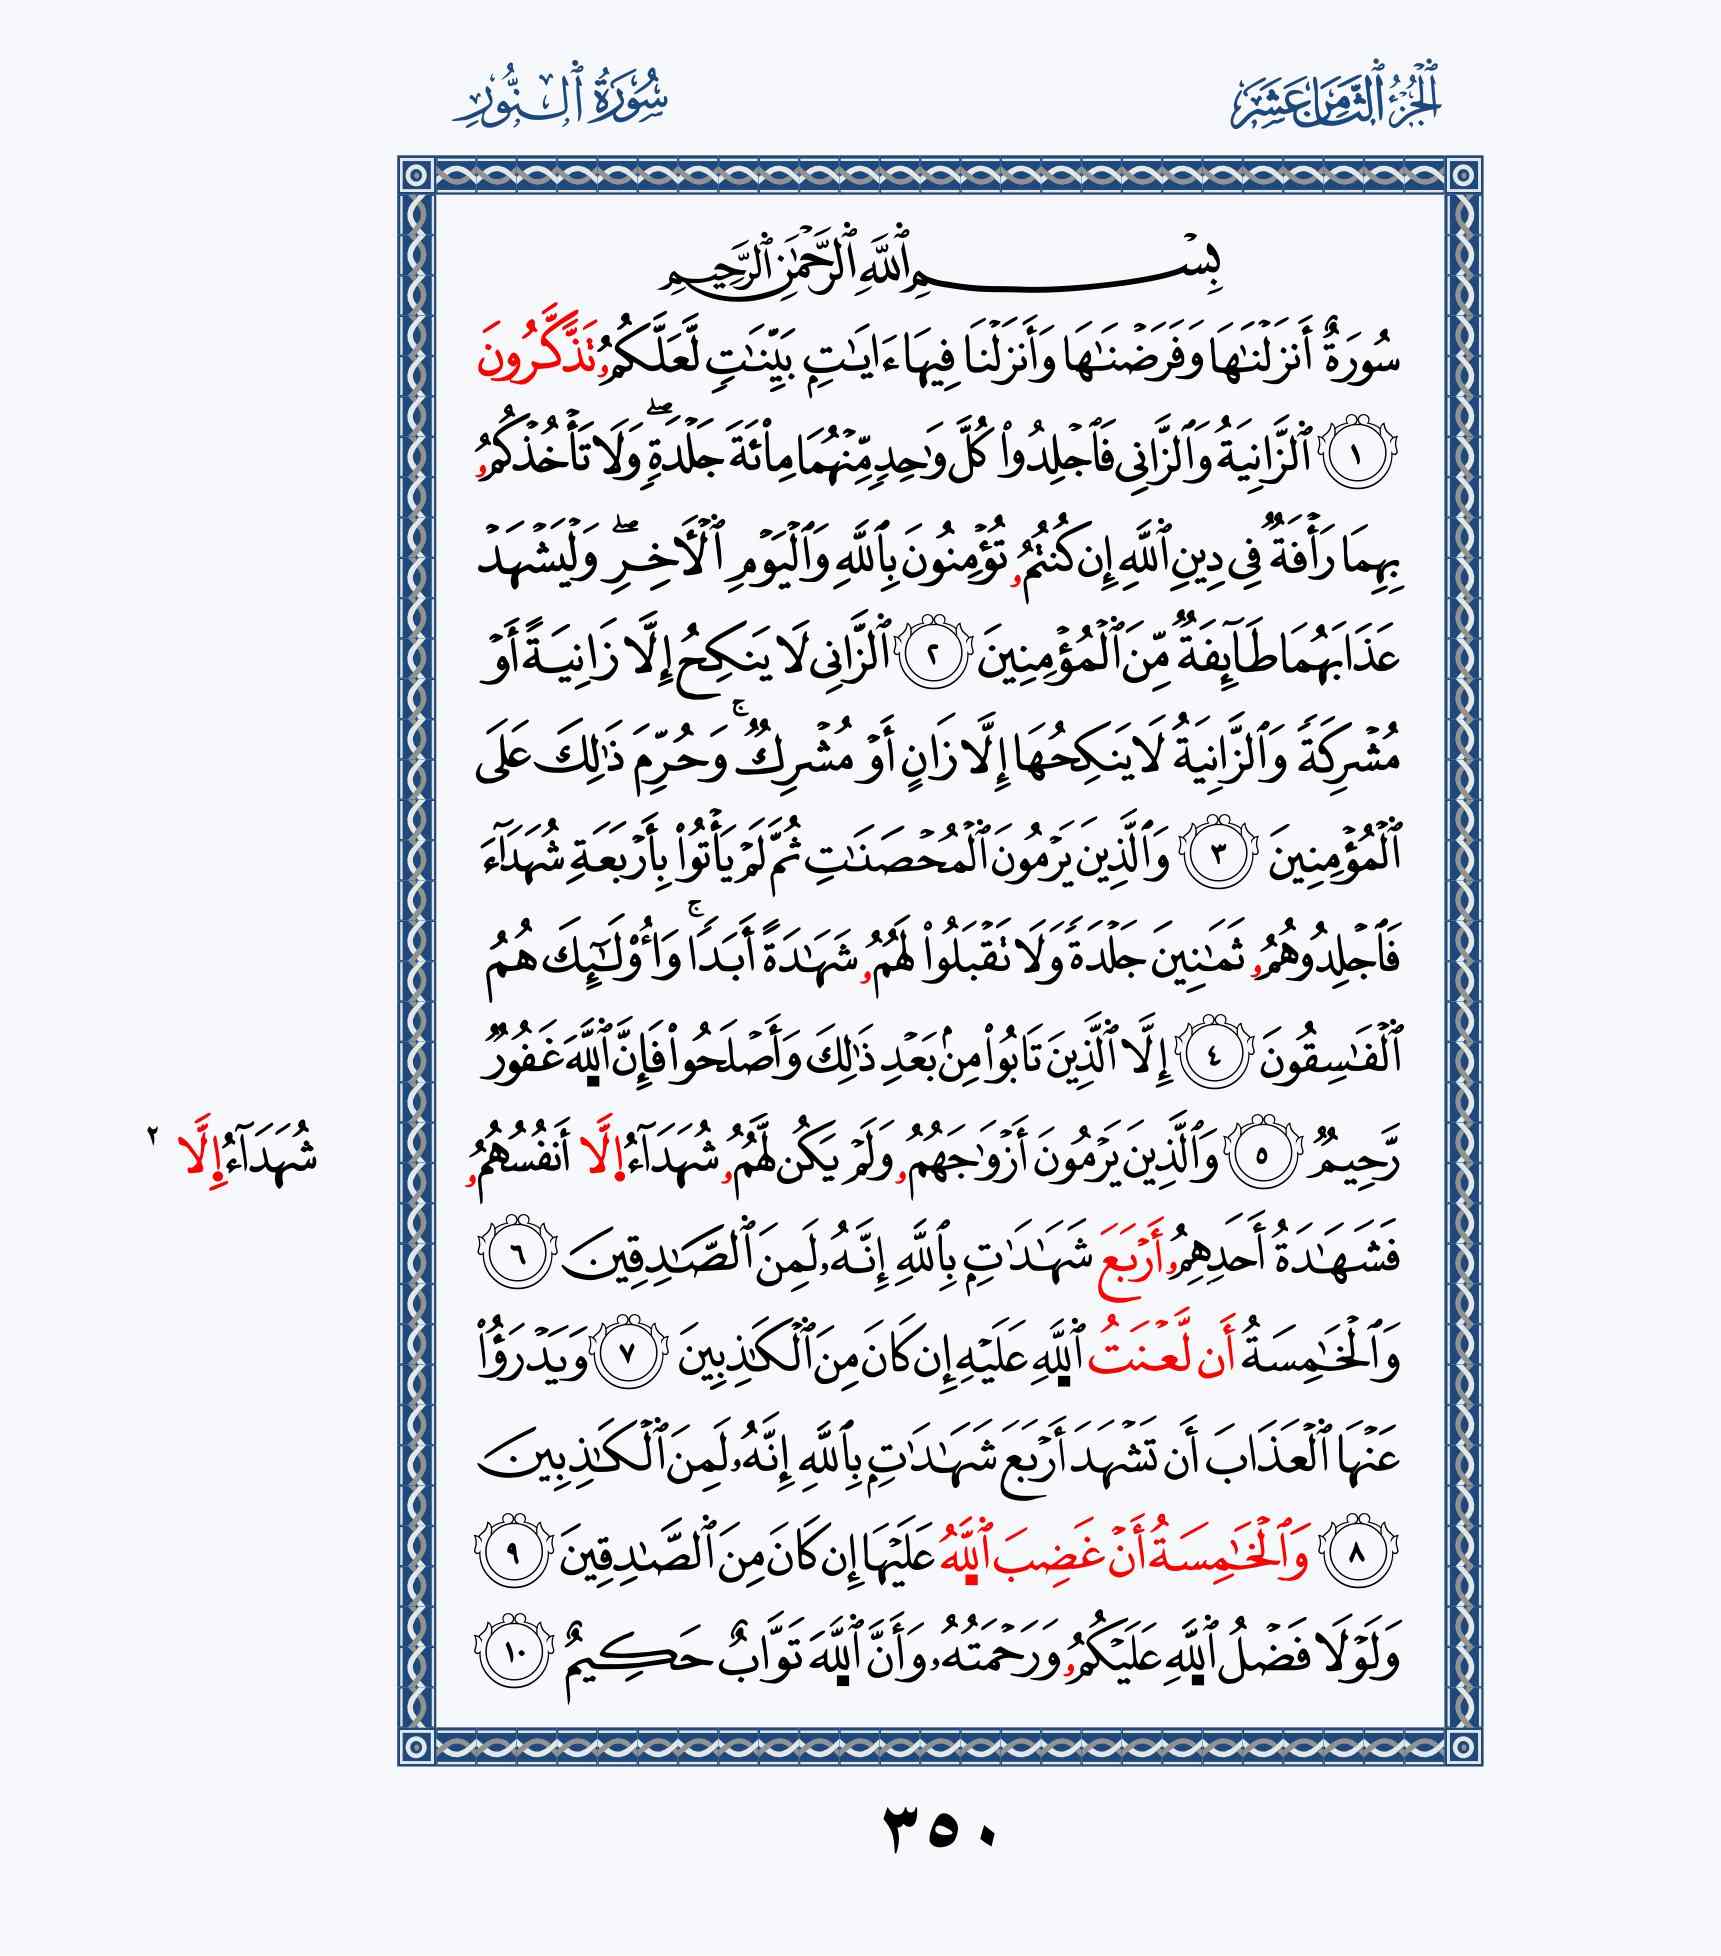 ٱلْجُزْءُ ٱلثَّامِنَ عَشَرَ
سُورَةُ ٱلنُّورِ
بِسْمِ ٱللَّهِ ٱلرَّحْمَٰنِ ٱلرَّحِيمِ
سُورَةٌ أَنزَلْنَٰهَا وَفَرَضْنَٰهَا وَأَنزَلْنَا فِيهَا ءَايَٰتِۭ بَيِّنَٰتٖ لَّعَلَّكُمُۥ تَذَّكَّرُونَ
١ ٱلزَّانِيَةُ وَٱلزَّانِى فَٱجْلِدُوا۟ كُلَّ وَٰحِدٖ مِّنْهُمَا مِا۟ئَةَ جَلْدَةٖۖ وَلَا تَأْخُذْكُمُۥ
بِهِمَا رَأْفَةٞ فِى دِينِ ٱللَّهِ إِن كُنتُمُۥ تُؤْمِنُونَ بِٱللَّهِ وَٱلْيَوْمِ ٱلْأَخِرِۖ وَلْيَشْهَدْ
عَذَابَهُمَا طَآئِفَةٞ مِّنَ ٱلْمُؤْمِنِينَ ٢ ٱلزَّانِى لَا يَنكِحُ إِلَّا زَانِيَةً أَوْ
مُشْرِكَةٗ وَٱلزَّانِيَةُ لَا يَنكِحُهَا إِلَّا زَانٍ أَوْ مُشْرِكٞۚ وَحُرِّمَ ذَٰلِكَ عَلَى
ٱلْمُؤْمِنِينَ ٣ وَٱلَّذِينَ يَرْمُونَ ٱلْمُحْصَنَٰتِ ثُمَّ لَمْ يَأْتُوا۟ بِأَرْبَعَةِ شُهَدَآءَ
فَٱجْلِدُوهُمُۥ ثَمَٰنِينَ جَلْدَةٗ وَلَا تَقْبَلُوا۟ لَهُمُۥ شَهَٰدَةً أَبَدٗاۚ وَأُو۟لَٰٓئِكَ هُمُ
ٱلْفَٰسِقُونَ ٤ إِلَّا ٱلَّذِينَ تَابُوا۟ مِنۢ بَعْدِ ذَٰلِكَ وَأَصْلَحُوا۟ فَإِنَّ ٱللَّهَ غَفُورٞ
رَّحِيمٞ ٥ وَٱلَّذِينَ يَرْمُونَ أَزْوَٰجَهُمُۥ وَلَمْ يَكُن لَّهُمُۥ شُهَدَآءُ اِ۪لَّا أَنفُسُهُمُۥ
شُهَدَآءُ اِ۪لَّا ٢
فَشَهَٰدَةُ أَحَدِهِمُۥ أَرْبَعَ شَهَٰدَٰتِۭ بِٱللَّهِ إِنَّهُۥ لَمِنَ ٱلصَّٰدِقِينَ ٦
وَٱلْخَٰمِسَةُ أَن لَّعْنَتُ ٱللَّهِ عَلَيْهِ إِن كَانَ مِنَ ٱلْكَٰذِبِينَ ٧ وَيَدْرَؤُا۟
عَنْهَا ٱلْعَذَابَ أَن تَشْهَدَ أَرْبَعَ شَهَٰدَٰتِۭ بِٱللَّهِ إِنَّهُۥ لَمِنَ ٱلْكَٰذِبِينَ
٨ وَٱلْخَٰمِسَةُ أَنْ غَضِبَ ٱللَّهُ عَلَيْهَا إِن كَانَ مِنَ ٱلصَّٰدِقِينَ ٩
وَلَوْلَا فَضْلُ ٱللَّهِ عَلَيْكُمُۥ وَرَحْمَتُهُۥ وَأَنَّ ٱللَّهَ تَوَّابٌ حَكِيمٌ ١٠
٣٥٠